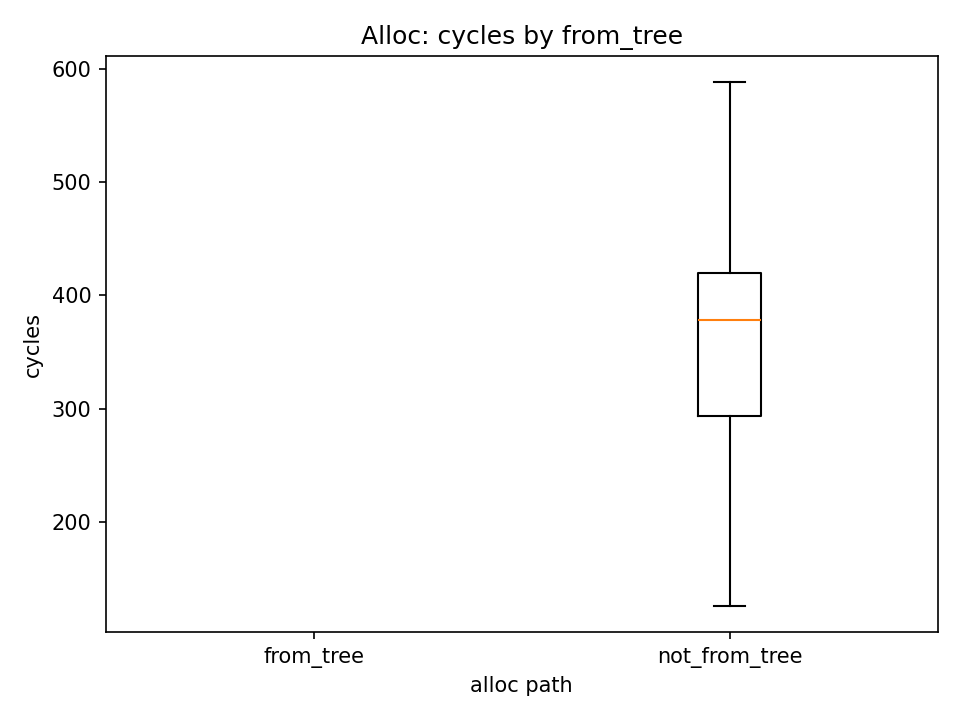 Alloc: cycles by from_tree
600
500
400
300
200
cycles
from_tree
not_from_tree
alloc path